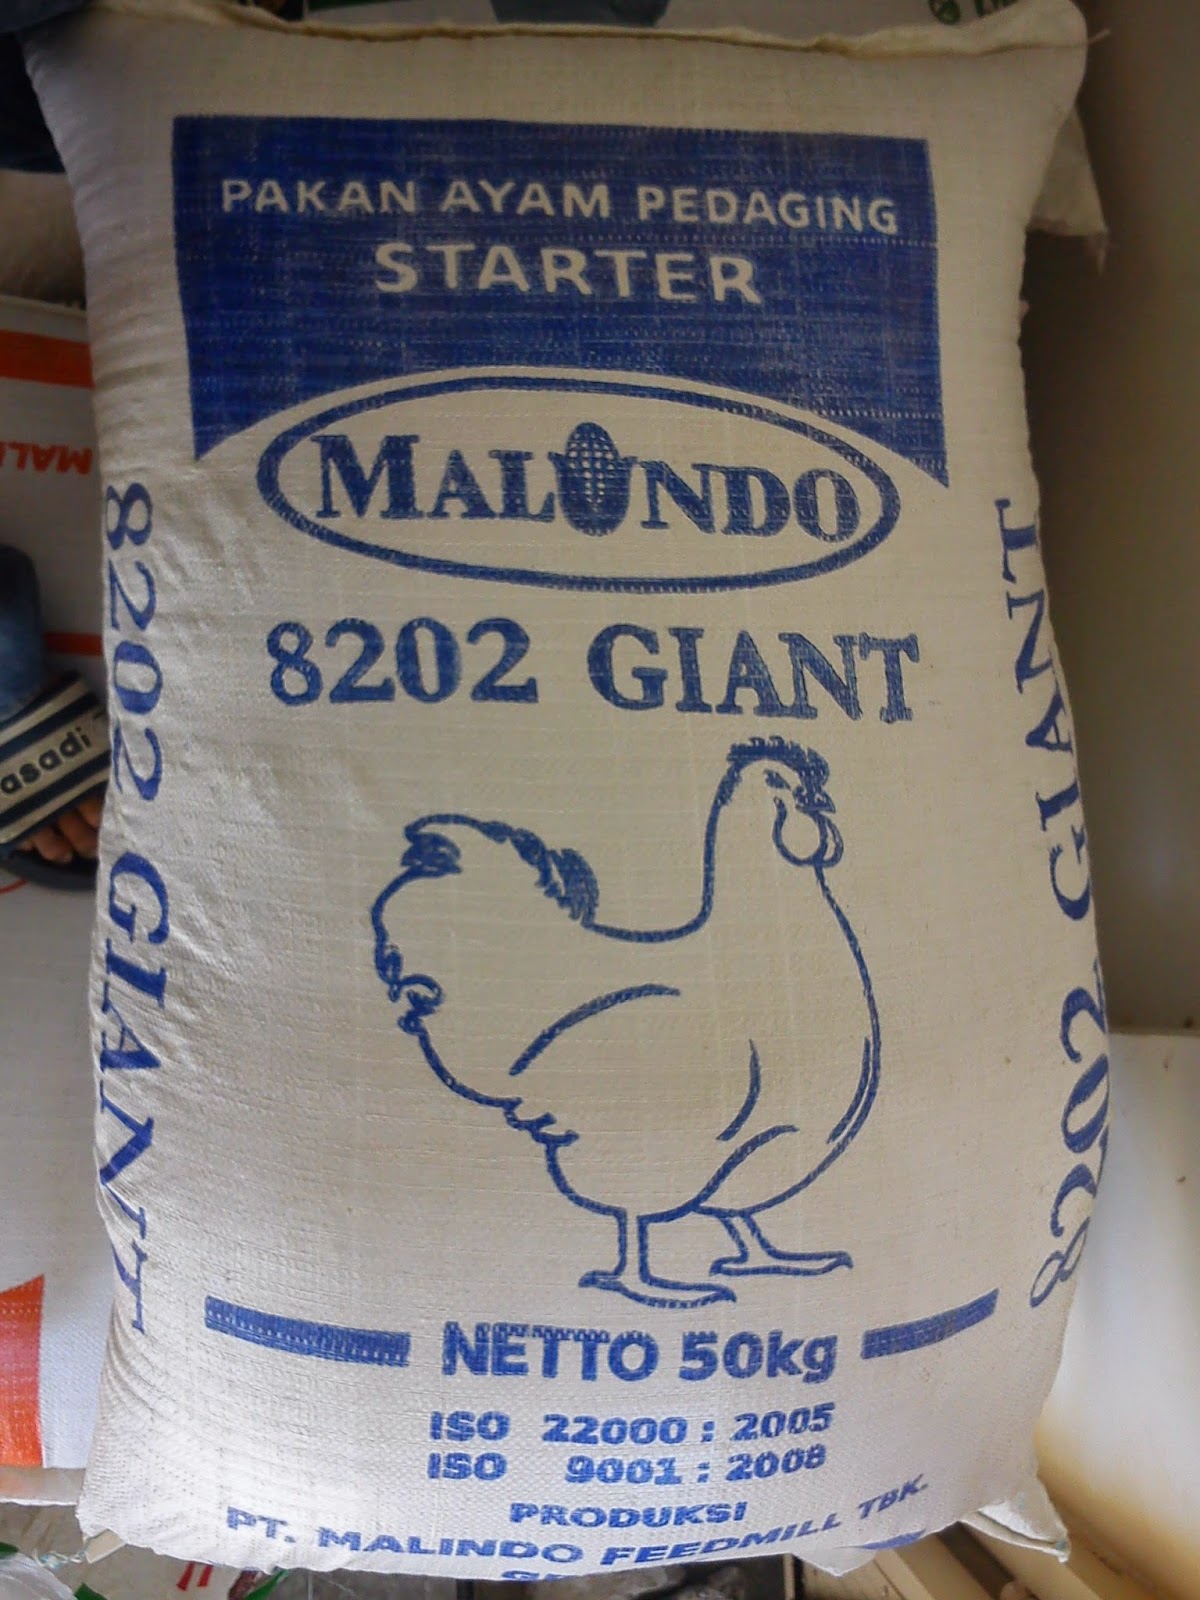 PAKAN AYAM PEDAGING
STARTER
MALINDO
8202 GIANT
8202 GIANT
8202 GIANT
NETTO 50kg
ISO 22000 : 2005
ISO 9001 : 2008
PRODUKSI
PT. MALINDO FEEDMILL TBK.
asadi